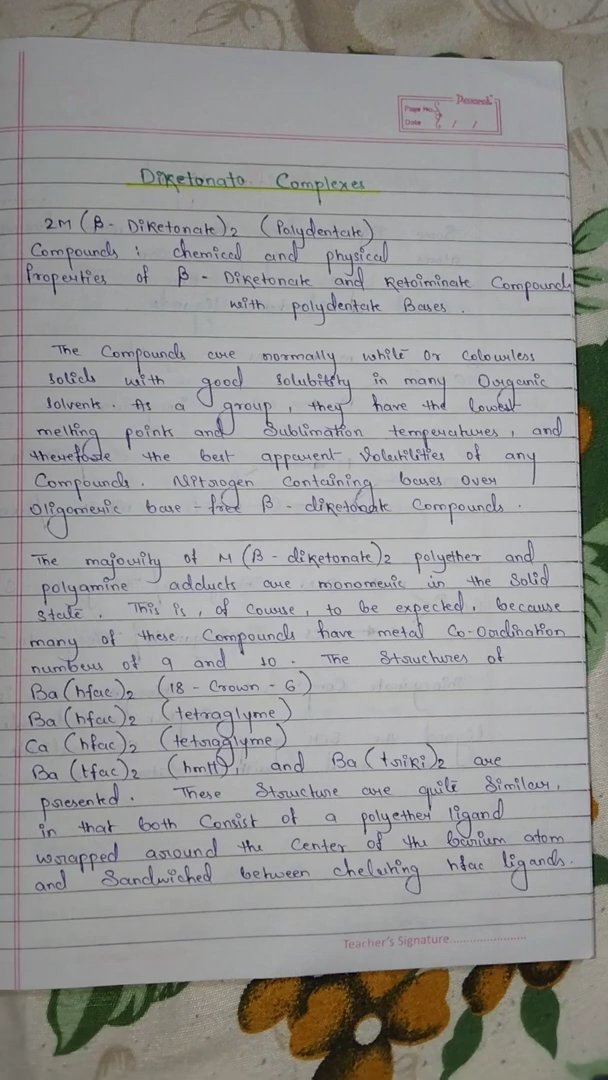 Page No.
Date / /
Diketonato Complexes
2M (β - Diketonate)2 (Polydentate)
Compounds : chemical and physical
Properties of β - Diketonate and Ketoiminate Compound
with polydentate Bases .
The Compounds are normally white or Colourless
solids with good solubility in many Organic
solvents. As a group, they have the lowest
melting points and Sublimation temperatures, and
therefore the best apparent Volatilities of any
Compounds. Nitrogen Containing bases over
Oligomeric base - free β - diketonate Compounds .
The majority of M (β - diketonate)2 polyether and
polyamine adducts are monomeric in the Solid
State . This is, of Course, to be expected, because
many of these Compounds have metal Co-Ordination
numbers of 9 and 10 . The Structures of
Ba (hfac)2 (18 - Crown - 6)
Ba (hfac)2 (tetraglyme)
Ca (hfac)2 (tetraglyme)
Ba (tfac)2 (hmtt), and Ba (triki)2 are
presented . These Structure are quite Similar,
in that both Consist of a polyether ligand
wrapped around the Center of the barium atom
and Sandwiched between chelating hfac ligands.
Teacher's Signature........................